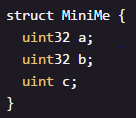 struct MiniMe {
  uint32 a;
  uint32 b;
  uint c;
}